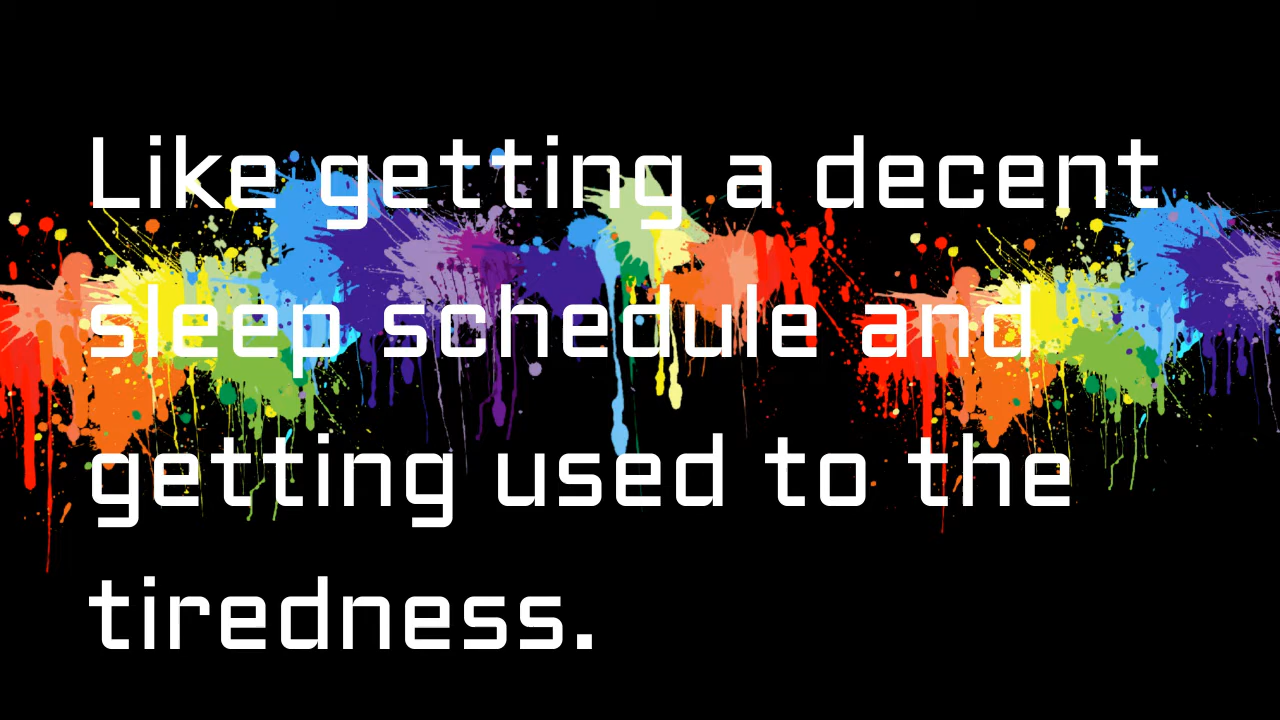 Like getting a decent
sleep schedule and
getting used to the
tiredness.